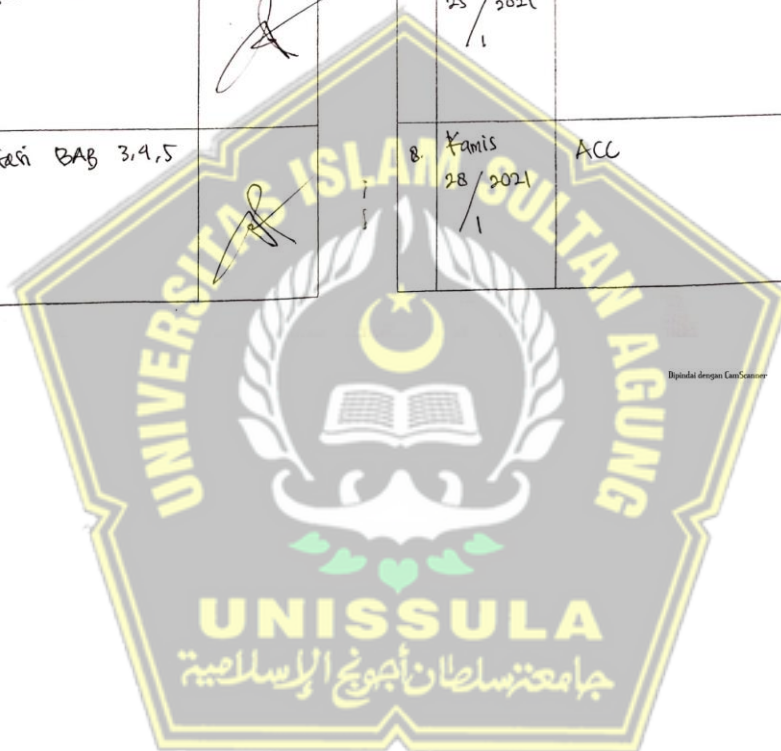 25 / 2021
1
BAB 3,4,5
8. Kamis ACC
28 / 2021
1
UNIVERSITAS ISLAM SULTAN AGUNG
Dipindai dengan CamScanner
UNISSULA
جامعة سلطان أجونج الإسلامية